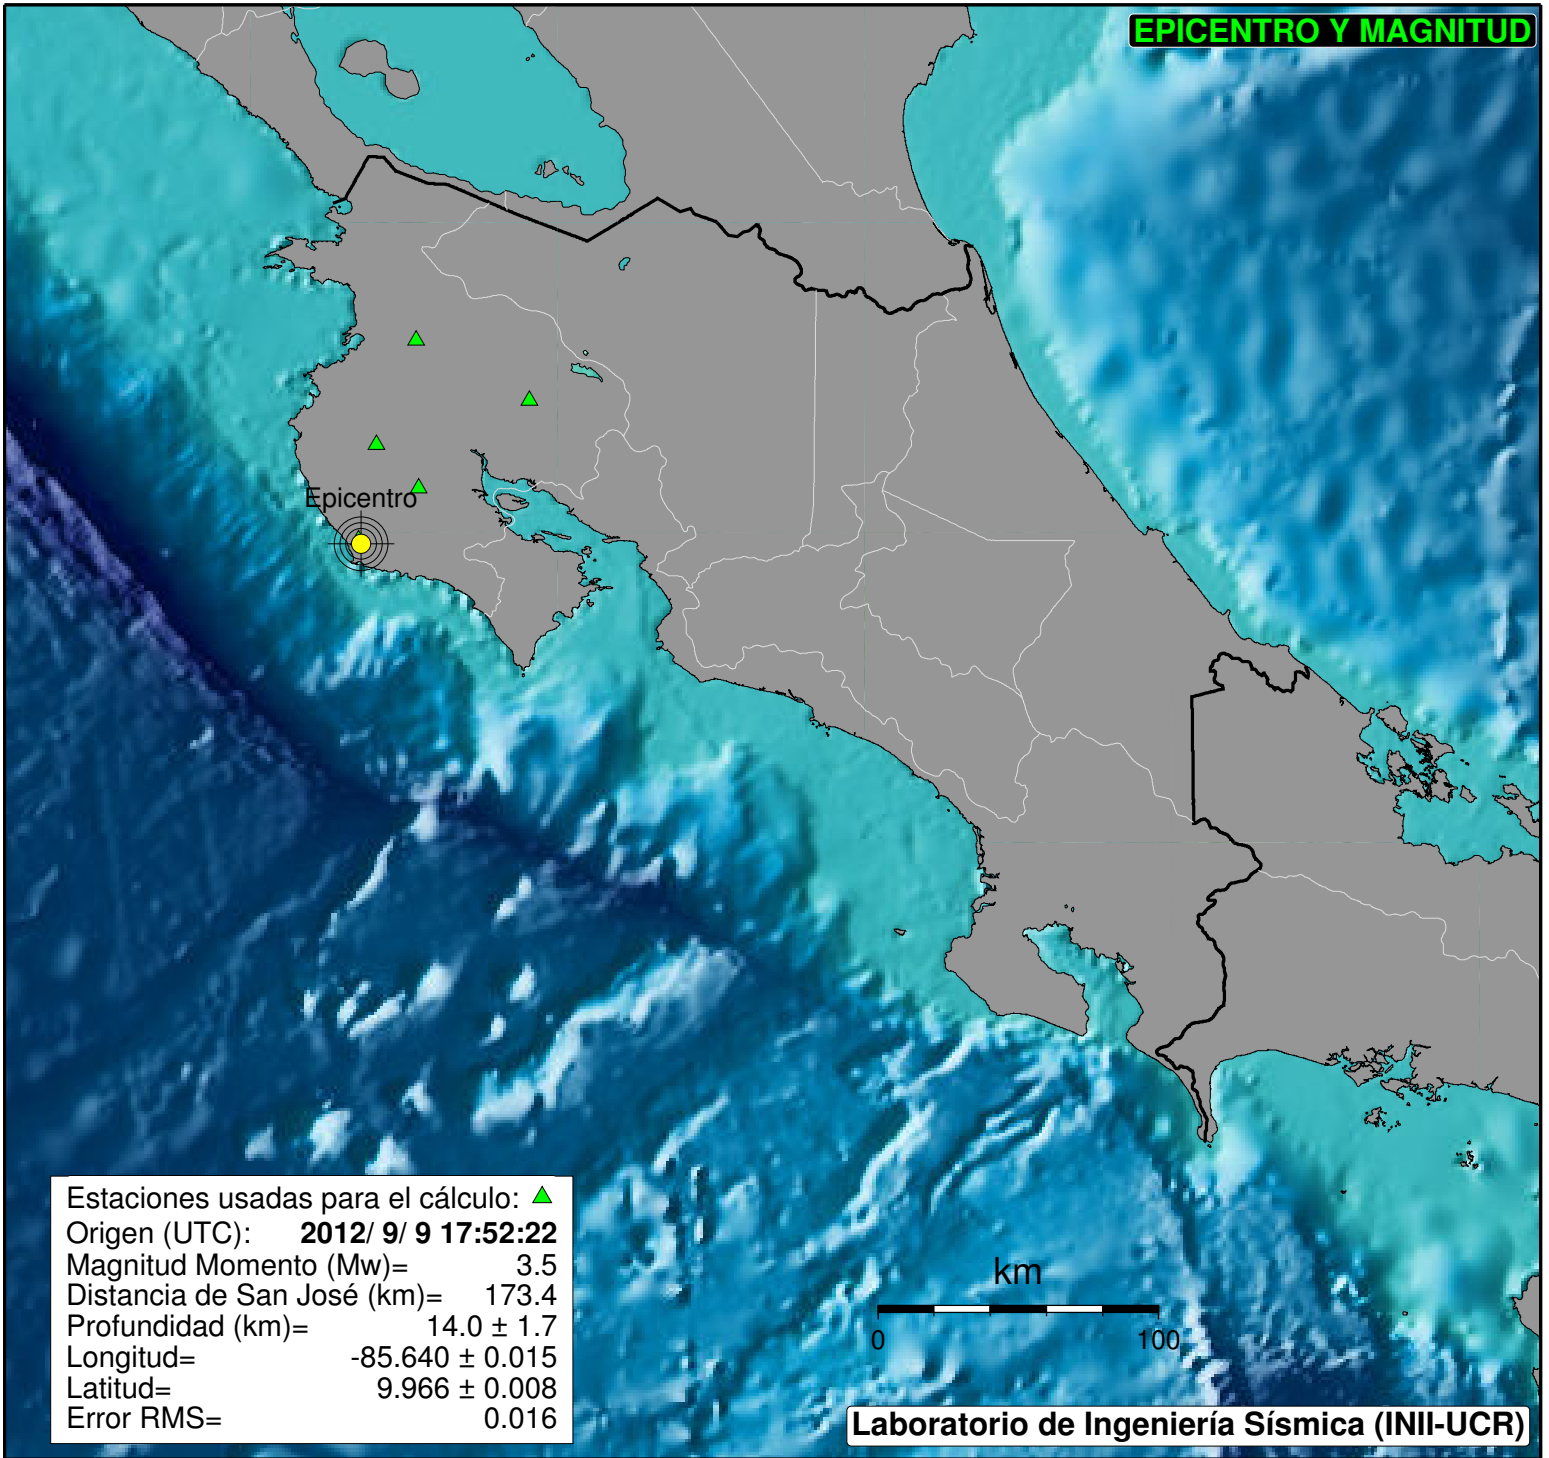 EPICENTRO Y MAGNITUD
Epicentro
Estaciones usadas para el cálculo:
Origen (UTC): 2012/ 9/ 9 17:52:22
Magnitud Momento (Mw)= 3.5
Distancia de San José (km)= 173.4
Profundidad (km)= 14.0 ± 1.7
Longitud= -85.640 ± 0.015
Latitud= 9.966 ± 0.008
Error RMS= 0.016
km
0 100
Laboratorio de Ingeniería Sísmica (INII-UCR)